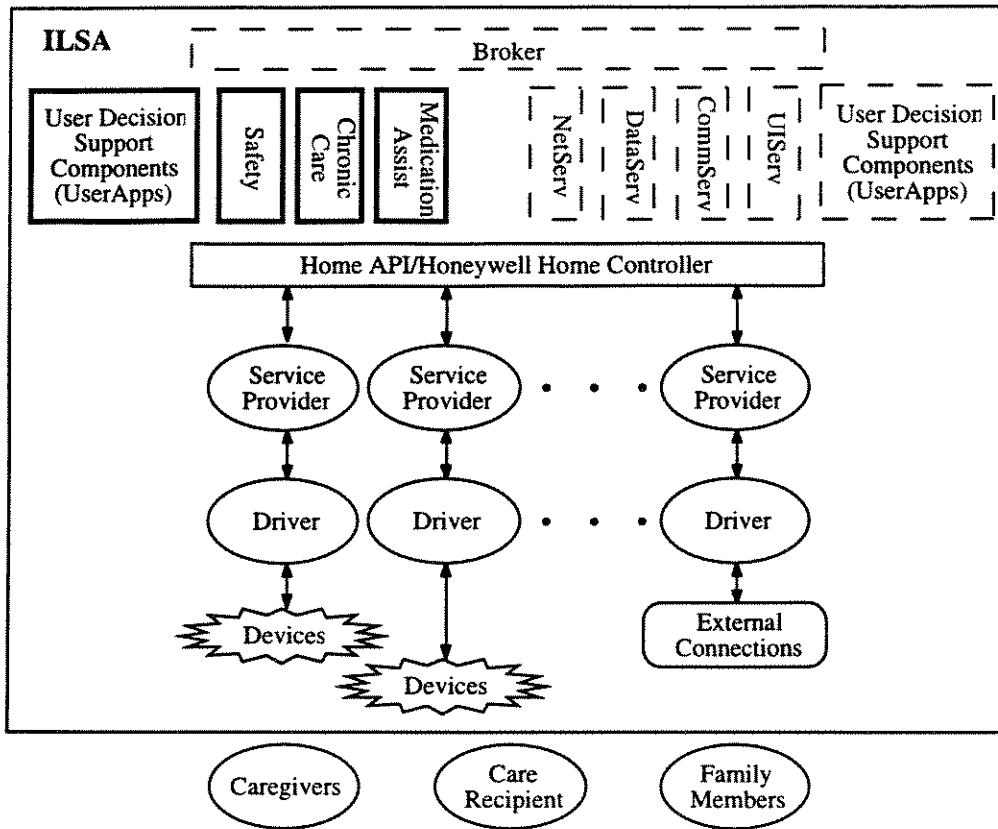 ILSA
Broker
User Decision
Support
Components
(UserApps)
Safety
Chronic
Care
Medication
Assist
NetServ
DataServ
CommServ
UIServ
User Decision
Support
Components
(UserApps)
Home API/Honeywell Home Controller
Service
Provider
Service
Provider
Service
Provider
Driver
Driver
Driver
Devices
External
Connections
Devices
Caregivers
Care
Recipient
Family
Members